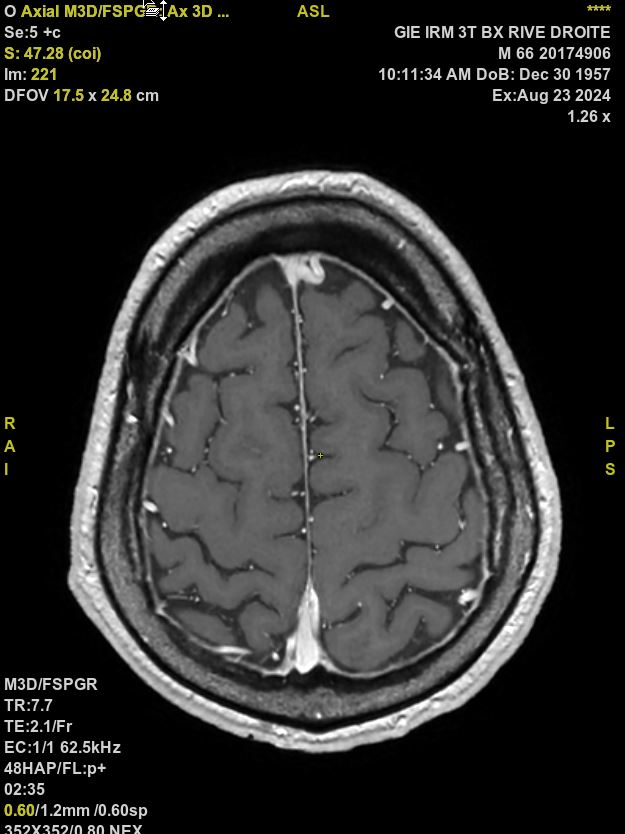 O Axial M3D/FSPGR: Ax 3D ...
ASL
****
Se:5 +c
GIE IRM 3T BX RIVE DROITE
S: 47.28 (coi)
M 66 20174906
Im: 221
10:11:34 AM DoB: Dec 30 1957
DFOV 17.5 x 24.8 cm
Ex:Aug 23 2024
1.26 x
R
A
I
L
P
S
M3D/FSPGR
TR:7.7
TE:2.1/Fr
EC:1/1 62.5kHz
48HAP/FL:p+
02:35
0.60/1.2mm /0.60sp
352X352/0.80 NEX